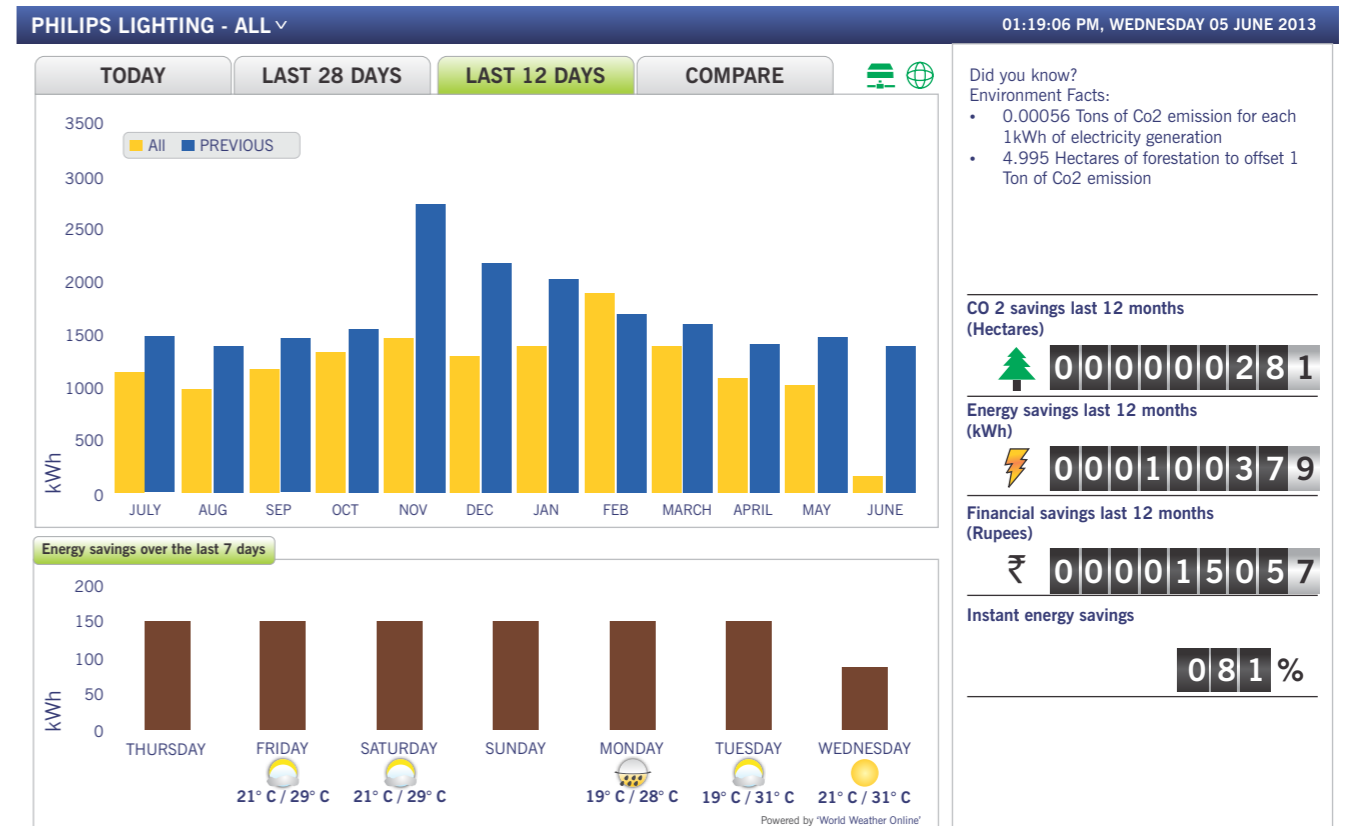 PHILIPS LIGHTING - ALL
01:19:06 PM, WEDNESDAY 05 JUNE 2013
TODAY
LAST 28 DAYS
LAST 12 DAYS
COMPARE
3500
3000
2500
2000
1500
1000
500
0
kWh
All
PREVIOUS
JULY AUG SEP OCT NOV DEC JAN FEB MARCH APRIL MAY JUNE
Energy savings over the last 7 days
200
150
100
50
0
kWh
THURSDAY FRIDAY SATURDAY SUNDAY MONDAY TUESDAY WEDNESDAY
21° C / 29° C 21° C / 29° C 19° C / 28° C 19° C / 31° C 21° C / 31° C
Powered by 'World Weather Online'
Did you know?
Environment Facts:
• 0.00056 Tons of Co2 emission for each
1kWh of electricity generation
• 4.995 Hectares of forestation to offset 1
Ton of Co2 emission
CO 2 savings last 12 months
(Hectares)
000000281
Energy savings last 12 months
(kWh)
000100379
Financial savings last 12 months
(Rupees)
₹ 000015057
Instant energy savings
081 %